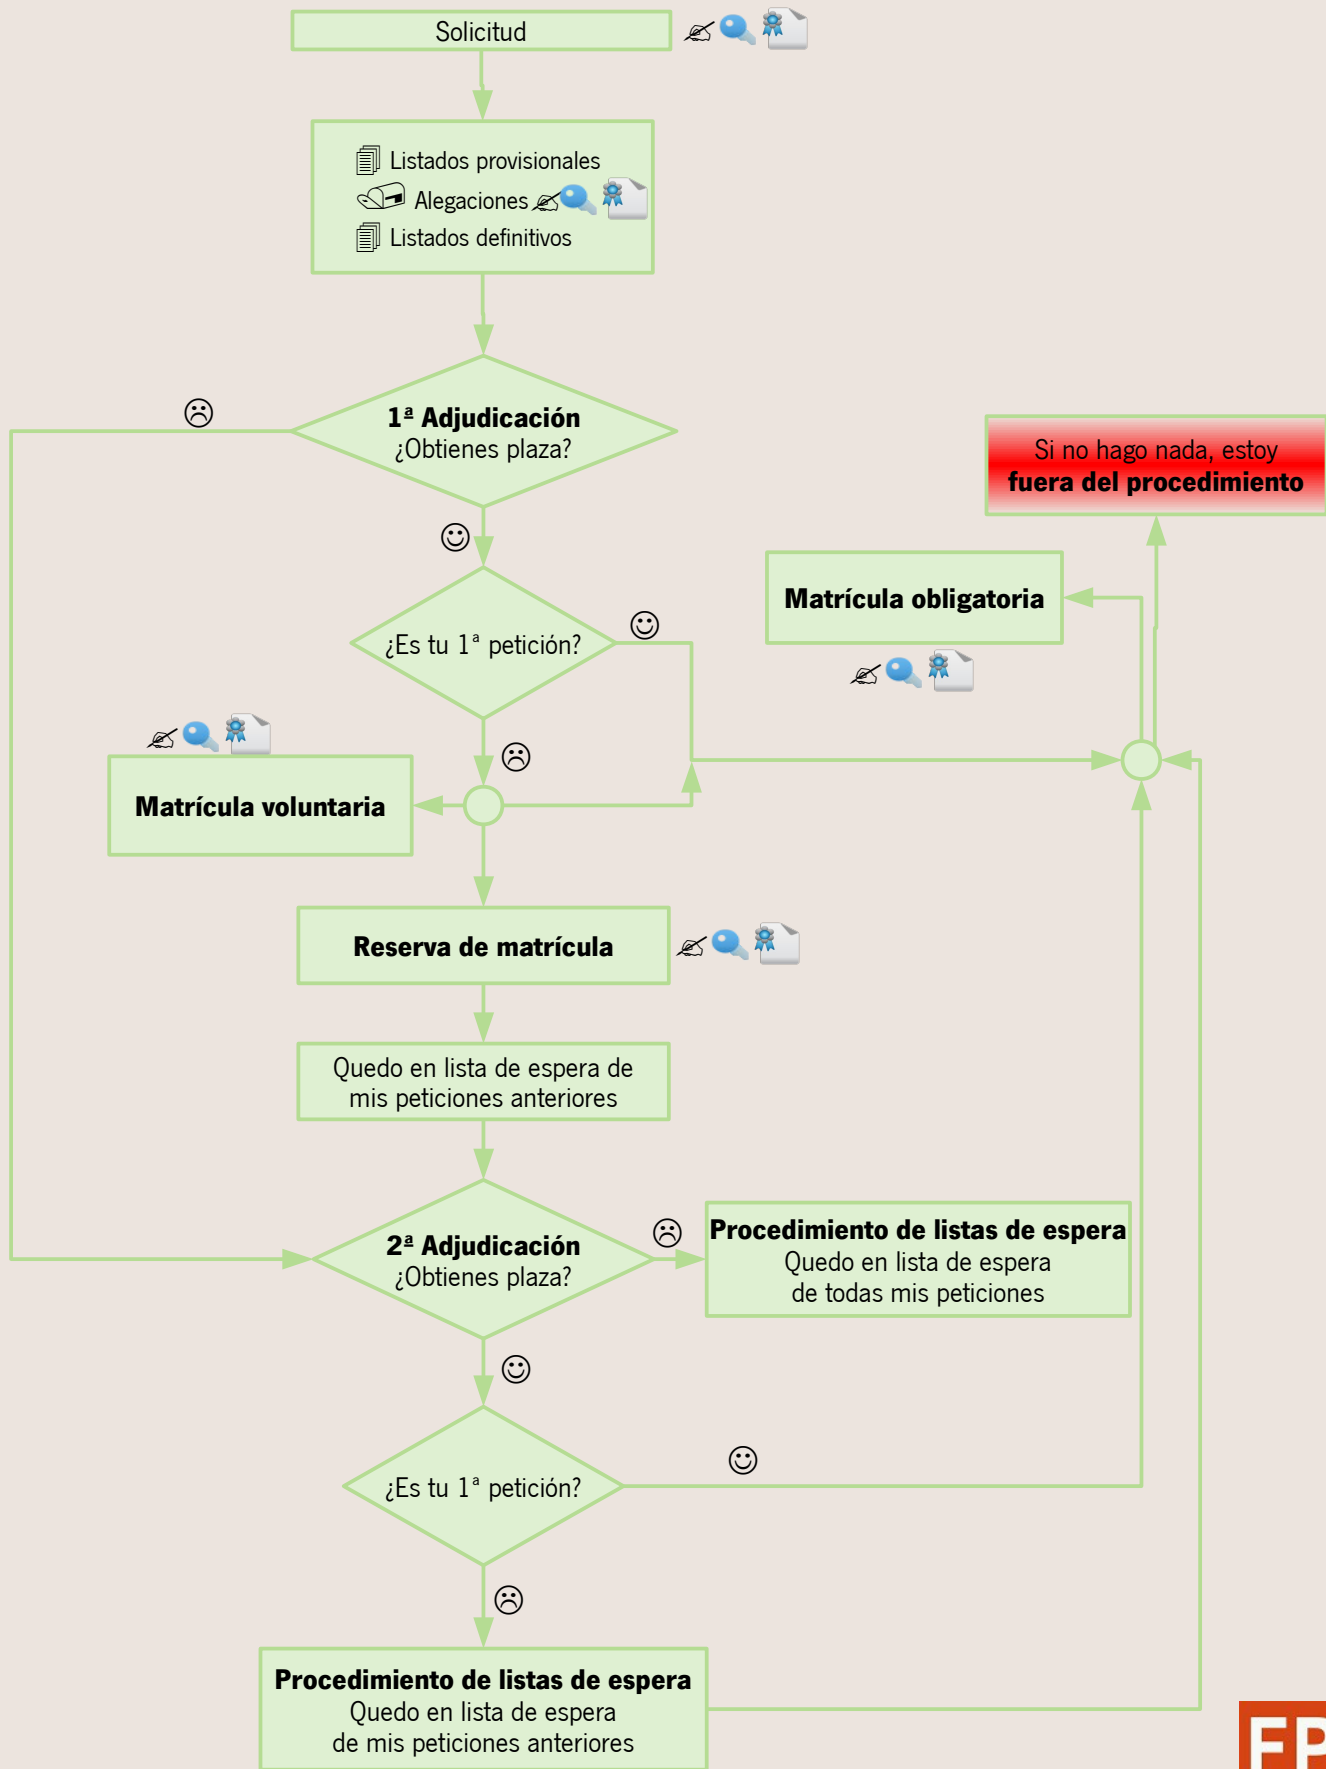 Solicitud
Listados provisionales
Alegaciones
Listados definitivos
1ª Adjudicación
¿Obtienes plaza?
Si no hago nada, estoy
fuera del procedimiento
Matrícula obligatoria
¿Es tu 1ª petición?
Matrícula voluntaria
Reserva de matrícula
Quedo en lista de espera de
mis peticiones anteriores
2ª Adjudicación
¿Obtienes plaza?
Procedimiento de listas de espera
Quedo en lista de espera
de todas mis peticiones
¿Es tu 1ª petición?
Procedimiento de listas de espera
Quedo en lista de espera
de mis peticiones anteriores
FP